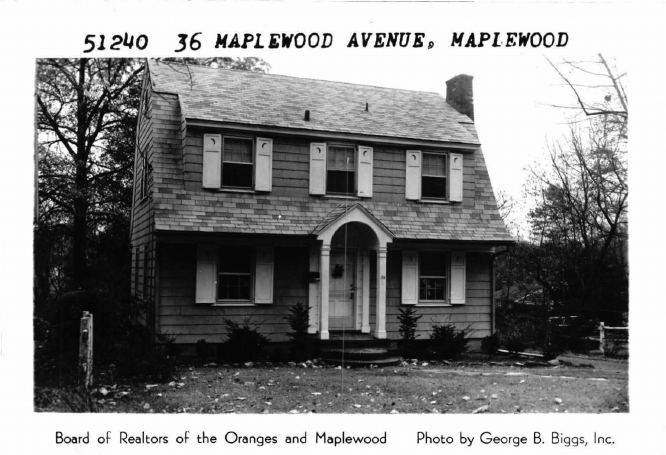 51240 36 MAPLEWOOD AVENUE, MAPLEWOOD
Board of Realtors of the Oranges and Maplewood Photo by George B. Biggs, Inc.